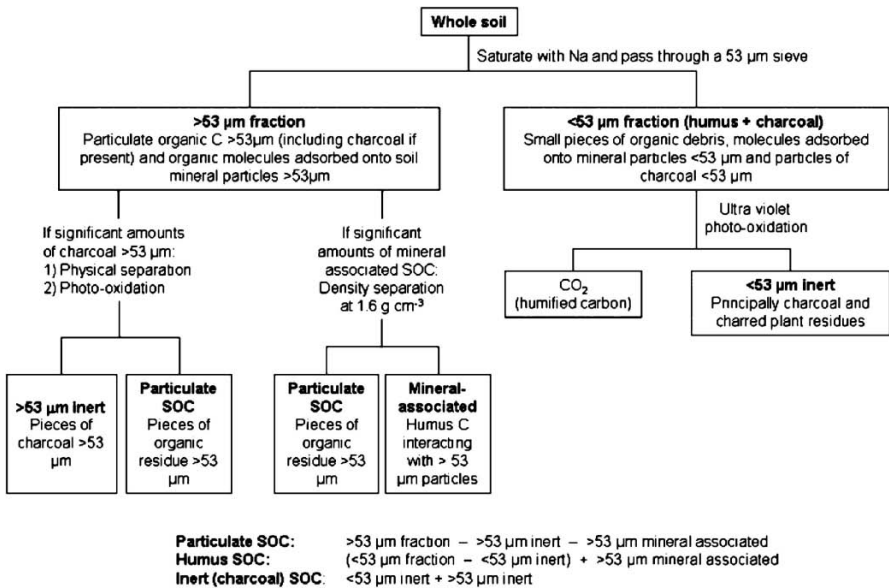 Whole soil
Saturate with Na and pass through a 53 µm sieve
>53 µm fraction
Particulate organic C >53µm (including charcoal if
present) and organic molecules adsorbed onto soil
mineral particles >53µm
<53 µm fraction (humus + charcoal)
Small pieces of organic debris, molecules adsorbed
onto mineral particles <53 µm and particles of
charcoal <53 µm
If significant amounts
of charcoal >53 µm:
1) Physical separation
2) Photo-oxidation
If significant
amounts of mineral
associated SOC:
Density separation
at 1.6 g cm⁻³
Ultra violet
photo-oxidation
CO₂
(humified carbon)
<53 µm inert
Principally charcoal and
charred plant residues
>53 µm inert
Pieces of
charcoal >53
µm
Particulate
SOC
Pieces of
organic
residue >53
µm
Particulate
SOC
Pieces of
organic
residue >53
µm
Mineral-
associated
Humus C
interacting
with > 53
µm particles
Particulate SOC: >53 µm fraction – >53 µm inert – >53 µm mineral associated
Humus SOC: (<53 µm fraction – <53 µm inert) + >53 µm mineral associated
Inert (charcoal) SOC: <53 µm inert + >53 µm inert